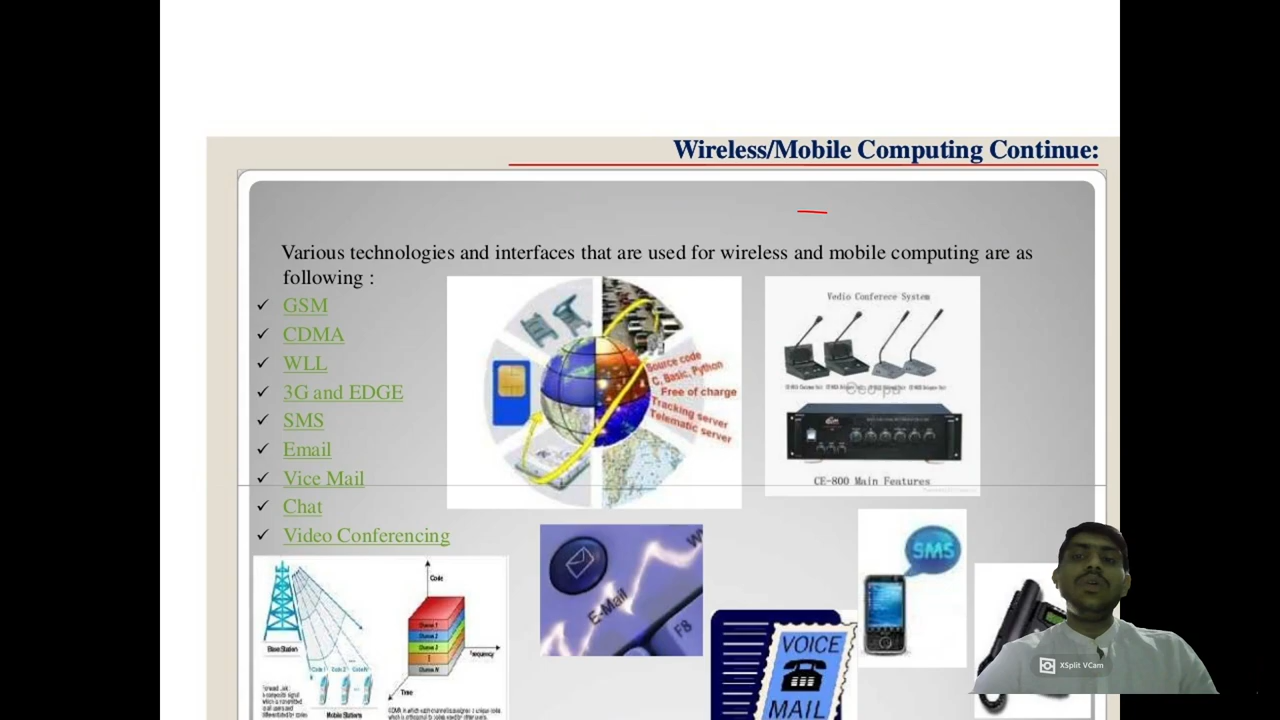 Wireless/Mobile Computing Continue:
Various technologies and interfaces that are used for wireless and mobile computing are as
following :
✓ GSM
✓ CDMA
✓ WLL
✓ 3G and EDGE
✓ SMS
✓ Email
✓ Vice Mail
✓ Chat
✓ Video Conferencing
Source code
C, Basic, Python
Free of charge
Tracking server
Telematic server
Vedio Conferece System
CE-800 Main Features
Code
Frequency
Time
Base Station
Mobile Stations
E-Mail
F8
VOICE
MAIL
SMS
XSplit VCam